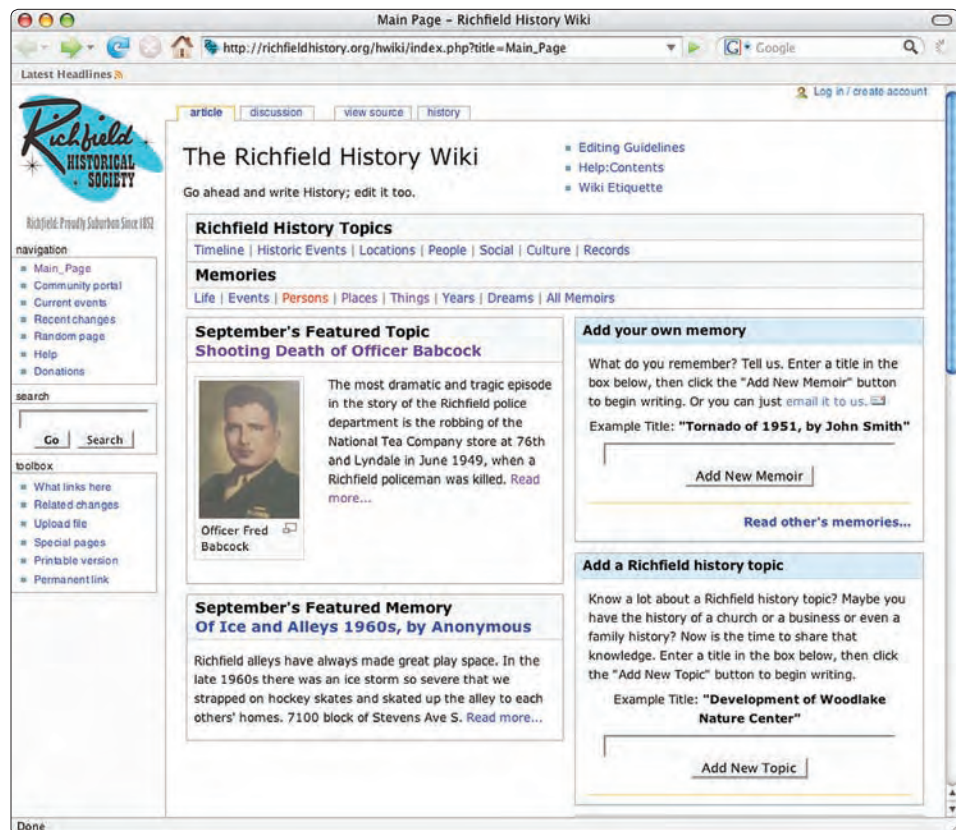 Main Page – Richfield History Wiki
http://richfieldhistory.org/hwiki/index.php?title=Main_Page
Google
Latest Headlines
Log in / create account
Richfield
HISTORICAL
SOCIETY
Richfield: Proudly Suburban Since 1852
navigation
Main_Page
Community portal
Current events
Recent changes
Random page
Help
Donations
search
Go Search
toolbox
What links here
Related changes
Upload file
Special pages
Printable version
Permanent link
article discussion view source history
The Richfield History Wiki
Go ahead and write History; edit it too.
Editing Guidelines
Help:Contents
Wiki Etiquette
Richfield History Topics
Timeline | Historic Events | Locations | People | Social | Culture | Records
Memories
Life | Events | Persons | Places | Things | Years | Dreams | All Memoirs
September's Featured Topic
Shooting Death of Officer Babcock
The most dramatic and tragic episode
in the story of the Richfield police
department is the robbing of the
National Tea Company store at 76th
and Lyndale in June 1949, when a
Richfield policeman was killed. Read
more...
Officer Fred
Babcock
September's Featured Memory
Of Ice and Alleys 1960s, by Anonymous
Richfield alleys have always made great play space. In the
late 1960s there was an ice storm so severe that we
strapped on hockey skates and skated up the alley to each
others' homes. 7100 block of Stevens Ave S. Read more...
Add your own memory
What do you remember? Tell us. Enter a title in the
box below, then click the "Add New Memoir" button
to begin writing. Or you can just email it to us.
Example Title: "Tornado of 1951, by John Smith"
Add New Memoir
Read other's memories...
Add a Richfield history topic
Know a lot about a Richfield history topic? Maybe you
have the history of a church or a business or even a
family history? Now is the time to share that
knowledge. Enter a title in the box below, then click
the "Add New Topic" button to begin writing.
Example Title: "Development of Woodlake
Nature Center"
Add New Topic
Done